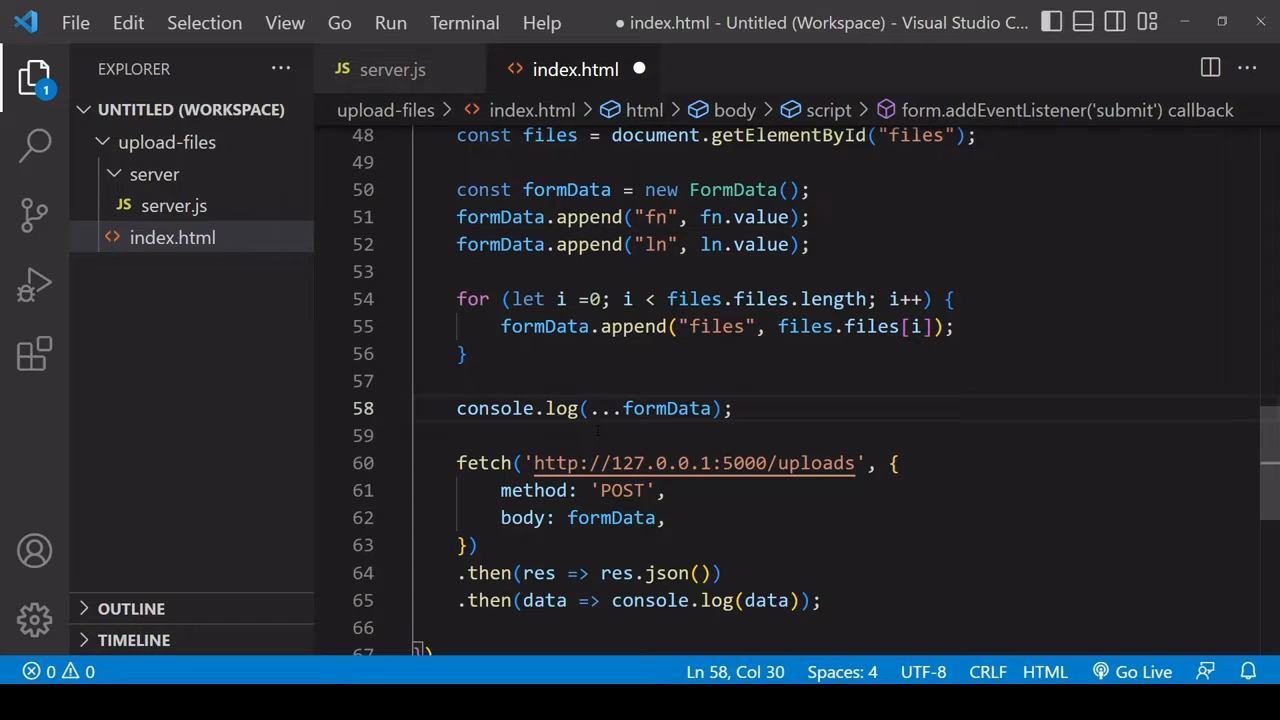 File Edit Selection View Go Run Terminal Help ● index.html - Untitled (Workspace) - Visual Studio C...
EXPLORER ...
JS server.js
<> index.html ●
1
UNTITLED (WORKSPACE)
upload-files
server
JS server.js
<> index.html
upload-files > <> index.html > html > body > script > form.addEventListener('submit') callback
48 const files = document.getElementById("files");
49
50 const formData = new FormData();
51 formData.append("fn", fn.value);
52 formData.append("ln", ln.value);
53
54 for (let i =0; i < files.files.length; i++) {
55 formData.append("files", files.files[i]);
56 }
57
58 console.log(...formData);
59
60 fetch('http://127.0.0.1:5000/uploads', {
61 method: 'POST',
62 body: formData,
63 })
64 .then(res => res.json())
65 .then(data => console.log(data));
66
67 })
OUTLINE
TIMELINE
0 0 Ln 58, Col 30 Spaces: 4 UTF-8 CRLF HTML Go Live